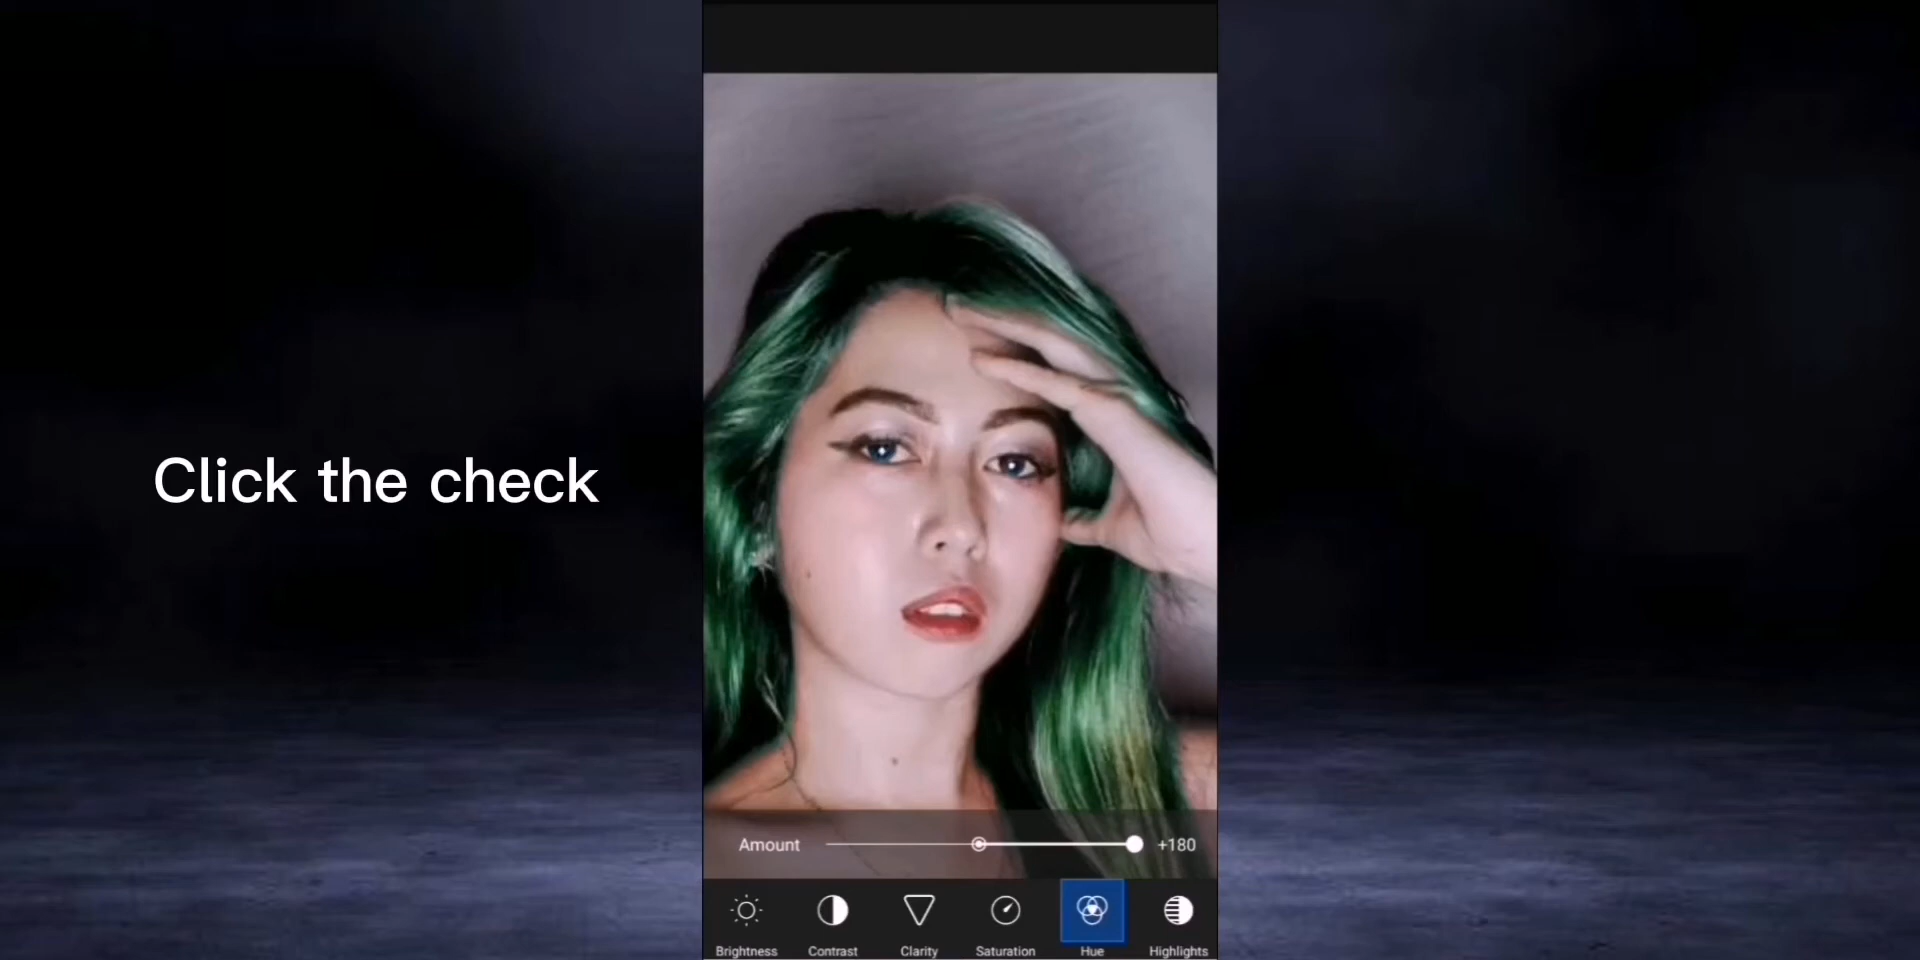 Click the check
Amount +180
Brightness Contrast Clarity Saturation Hue Highlights